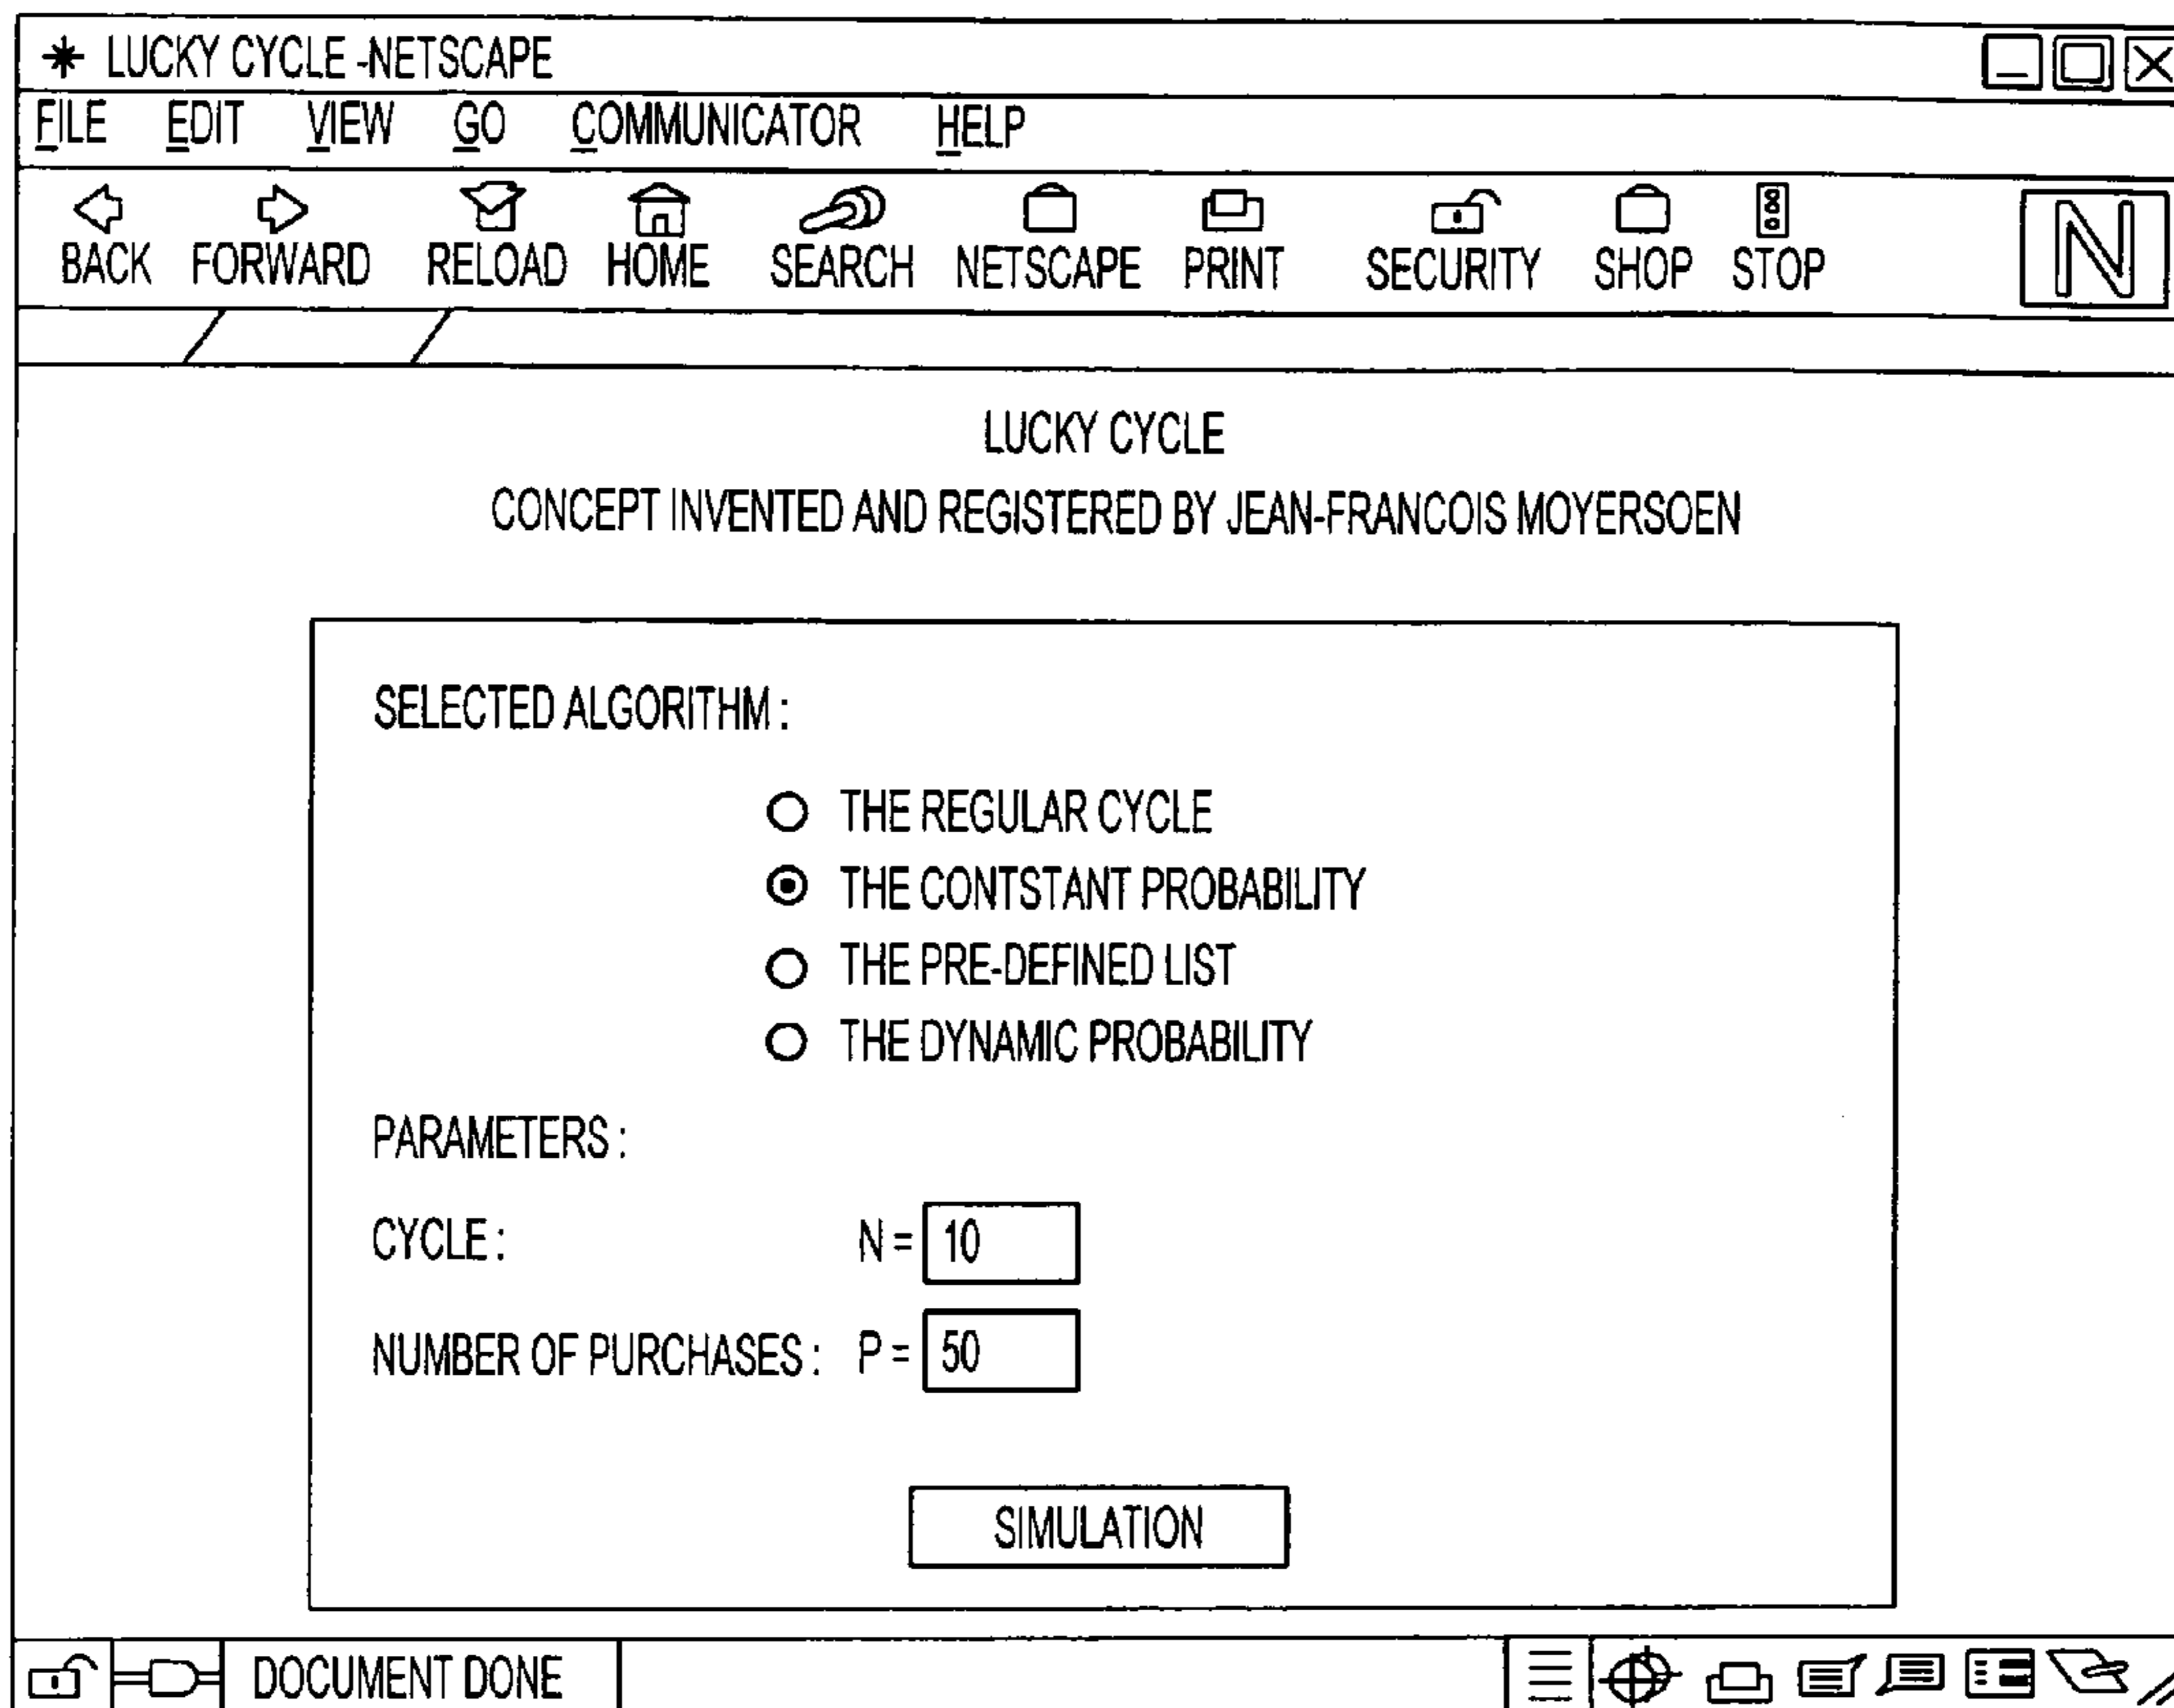 * LUCKY CYCLE -NETSCAPE
FILE EDIT VIEW GO COMMUNICATOR HELP
BACK FORWARD RELOAD HOME SEARCH NETSCAPE PRINT SECURITY SHOP STOP N
LUCKY CYCLE
CONCEPT INVENTED AND REGISTERED BY JEAN-FRANCOIS MOYERSOEN
SELECTED ALGORITHM :
THE REGULAR CYCLE
THE CONTSTANT PROBABILITY
THE PRE-DEFINED LIST
THE DYNAMIC PROBABILITY
PARAMETERS :
CYCLE : N = 10
NUMBER OF PURCHASES : P = 50
SIMULATION
DOCUMENT DONE